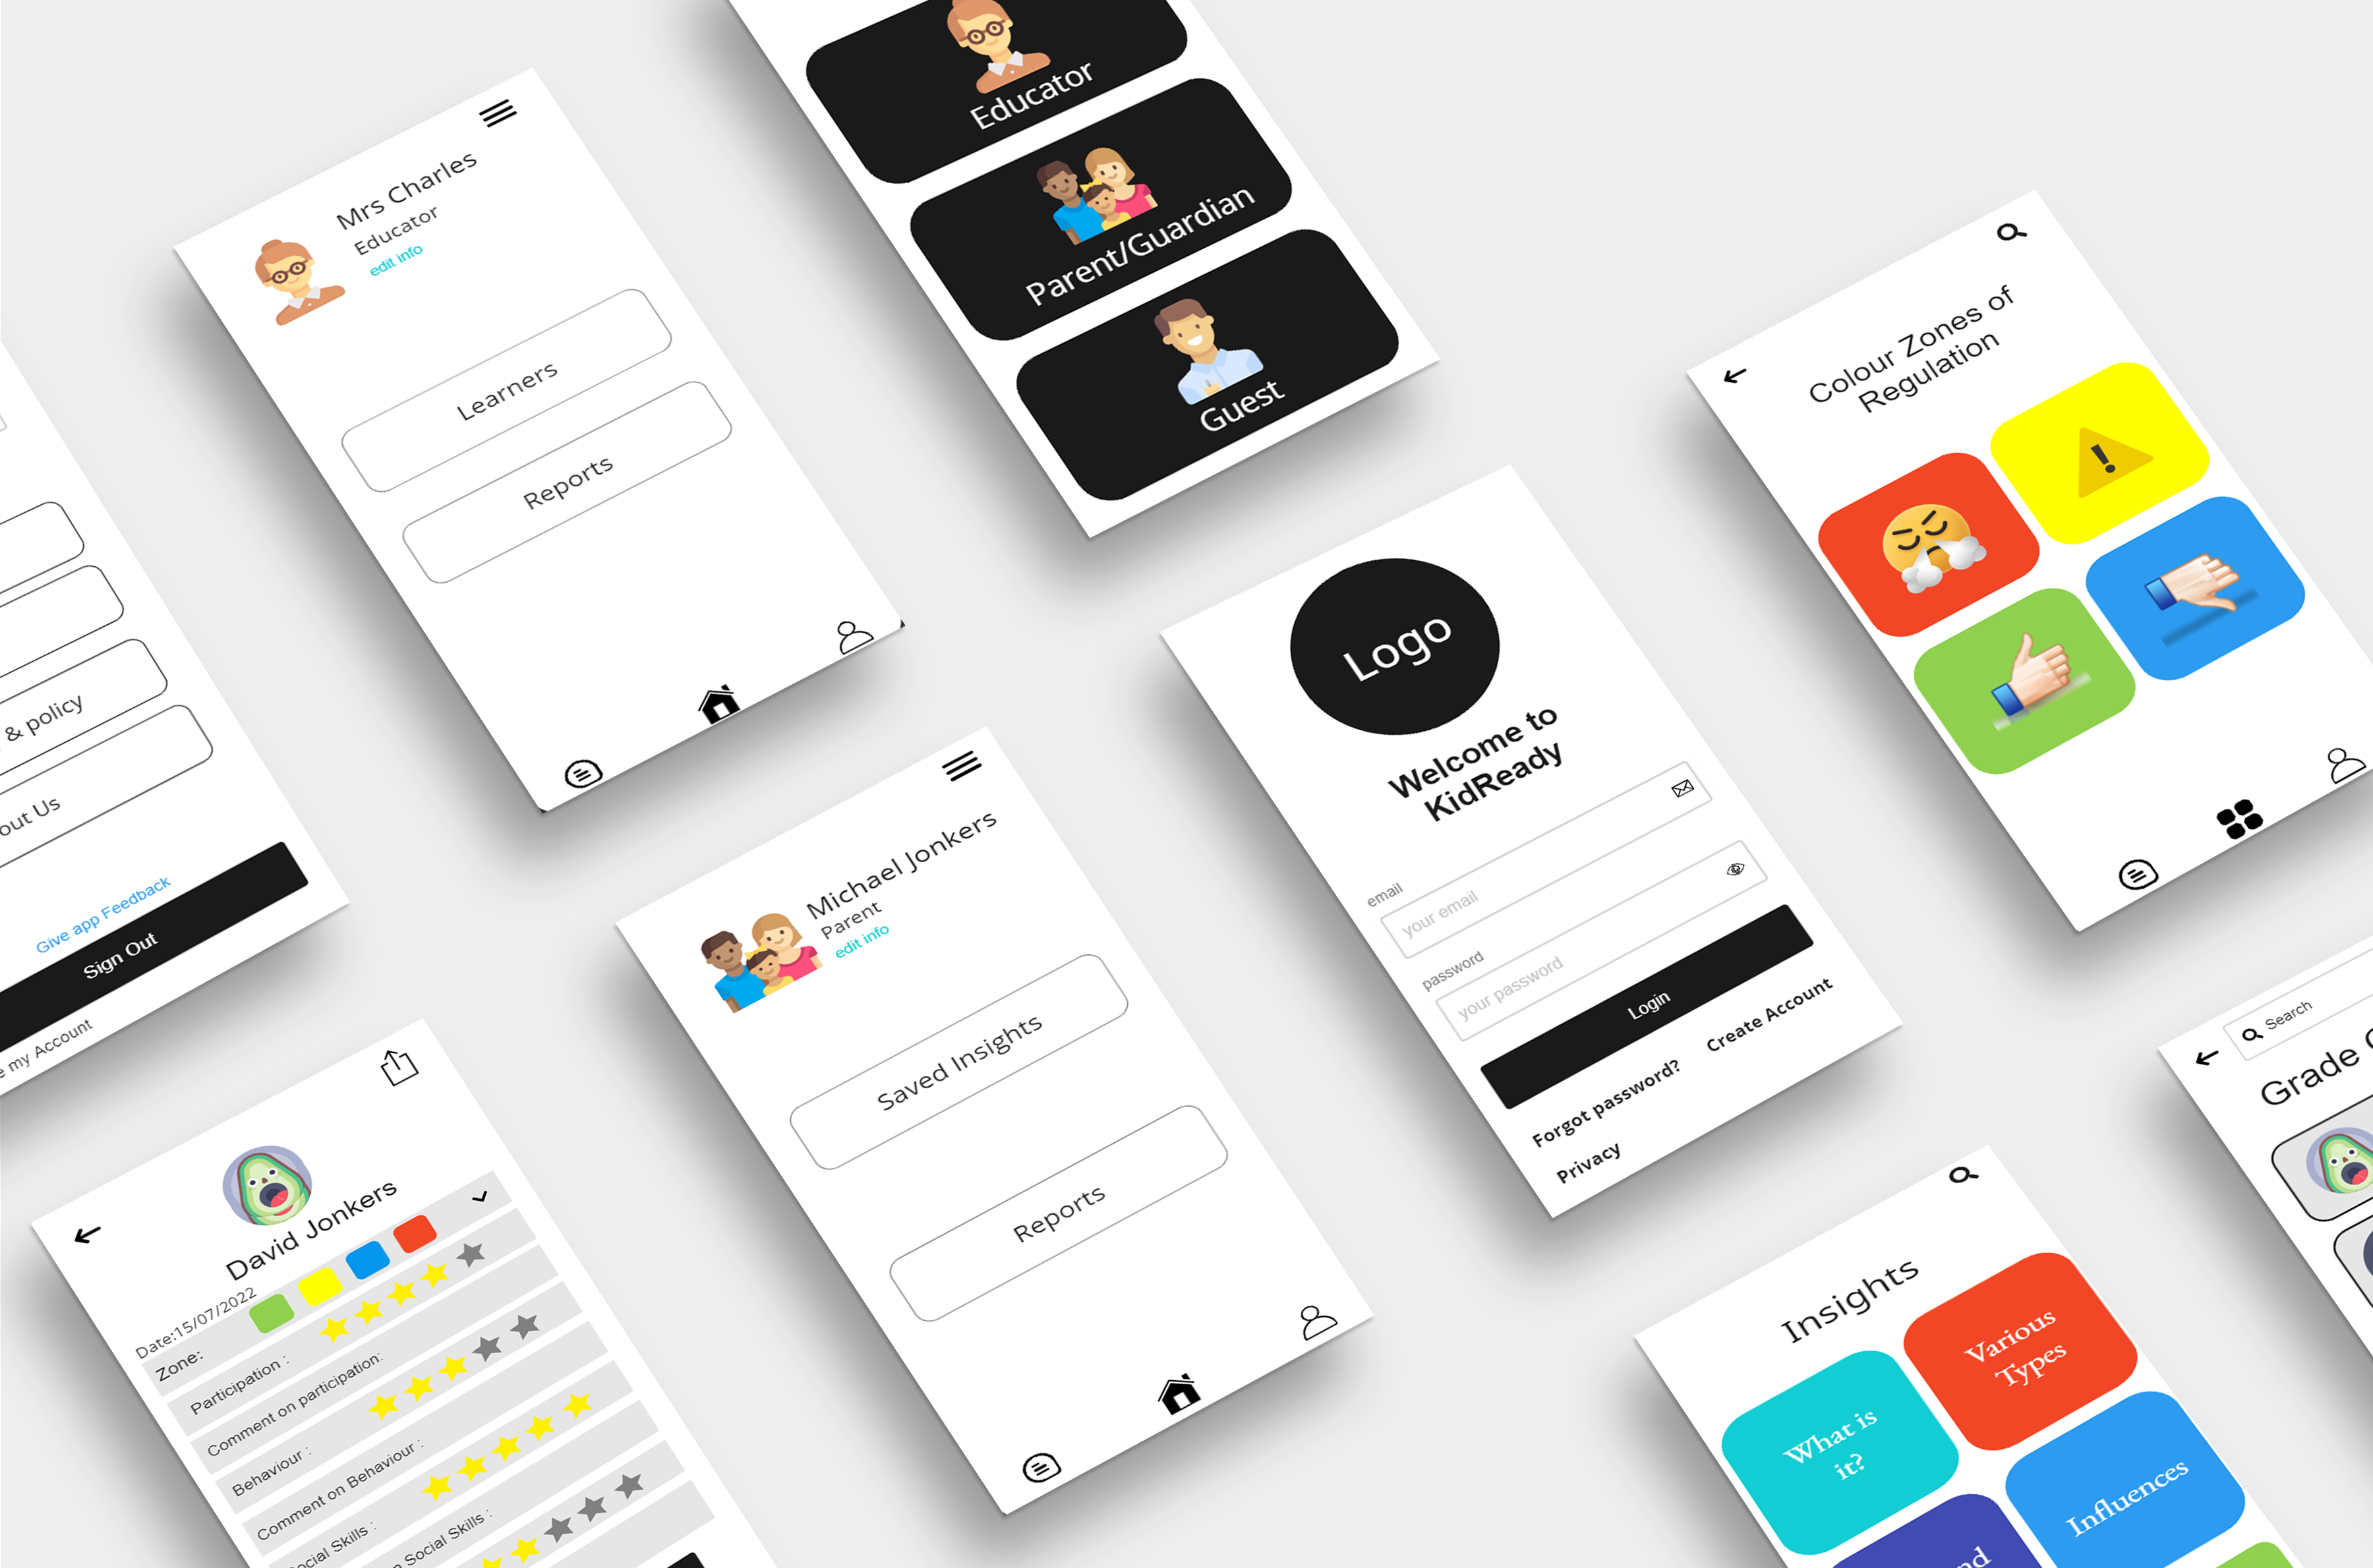 & policy
out Us
Give app Feedback
Sign Out
e my Account
Mrs Charles
Educator
edit info
Learners
Reports
Educator
Parent/Guardian
Guest
Colour Zones of
Regulation
Logo
Welcome to
KidReady
email
your email
password
your password
Login
Forgot password?
Create Account
Privacy
Michael Jonkers
Parent
edit info
Saved Insights
Reports
David Jonkers
Date:15/07/2022
Zone:
Participation :
Comment on participation:
Behaviour :
Comment on Behaviour :
ocial Skills :
n Social Skills :
Insights
What is
it?
Various
Types
Influences
nd
Search
Grade